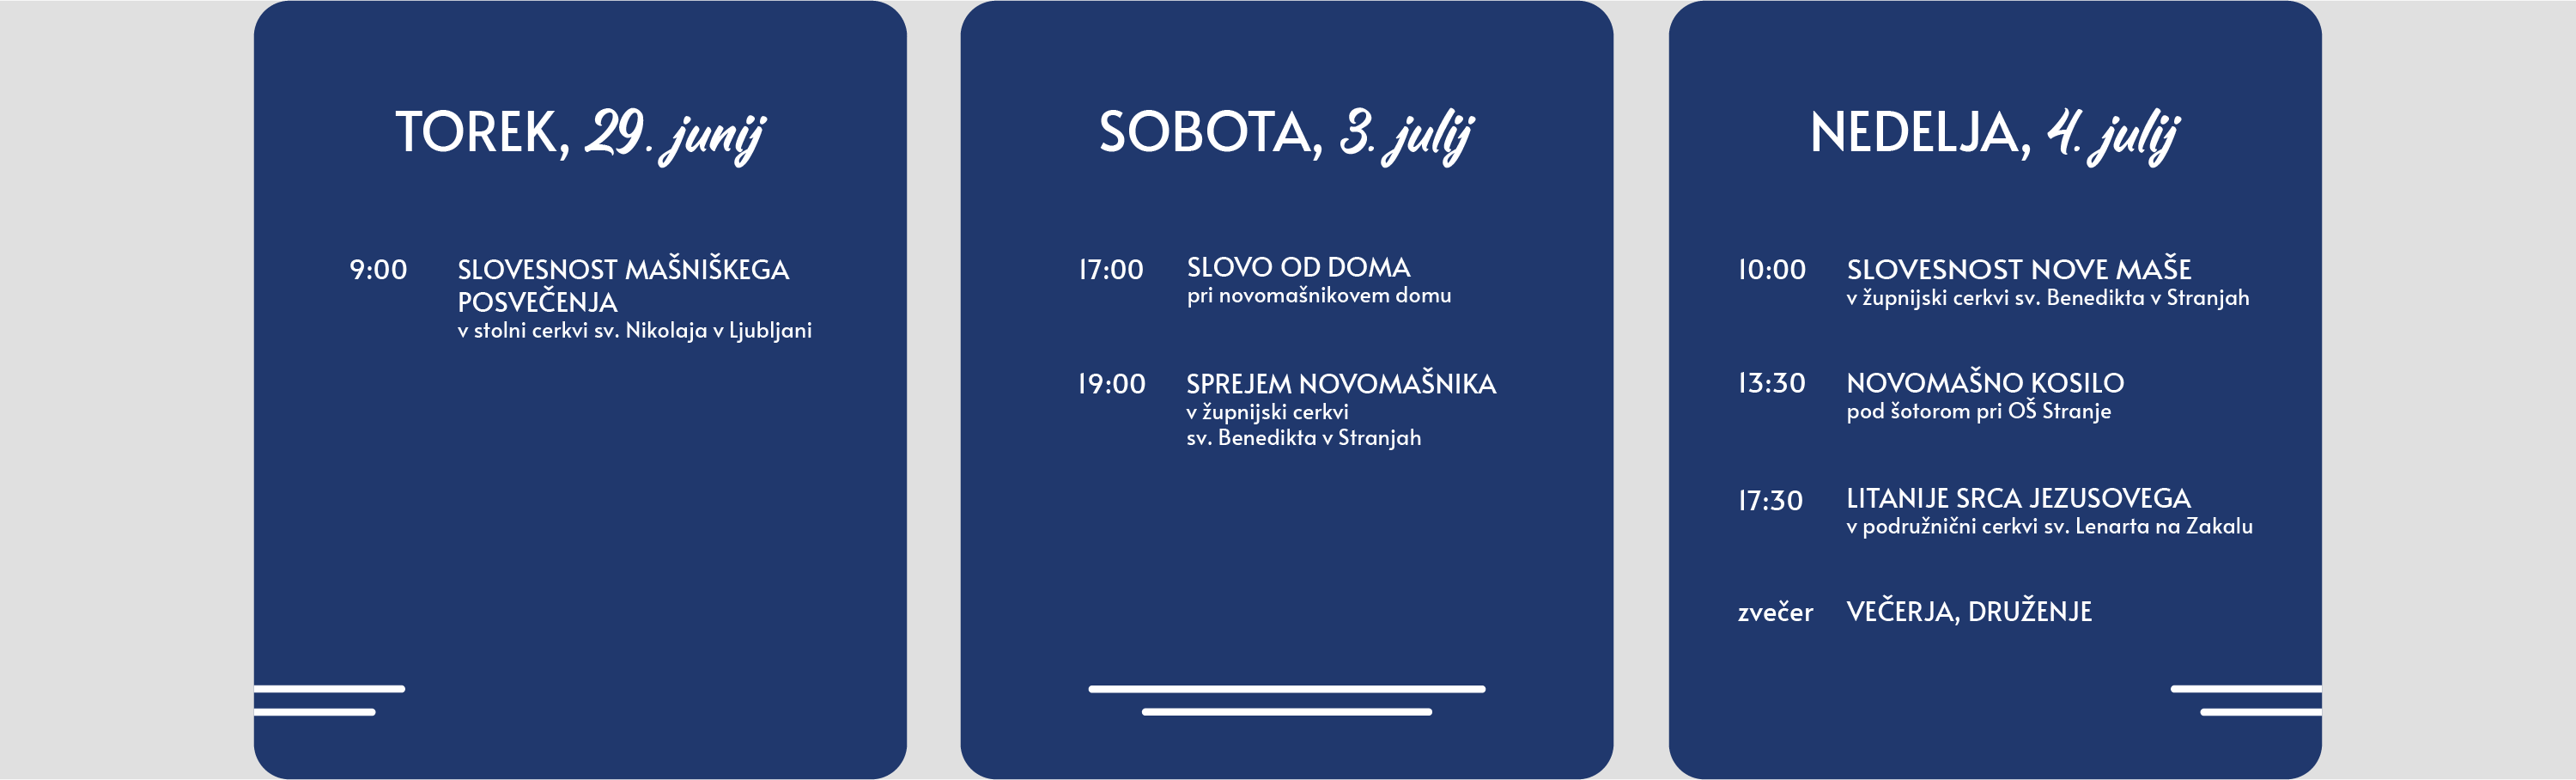 TOREK, 29. junij
9:00 SLOVESNOST MAŠNIŠKEGA
POSVEČENJA
v stolni cerkvi sv. Nikolaja v Ljubljani
SOBOTA, 3. julij
17:00 SLOVO OD DOMA
pri novomašnikovem domu
19:00 SPREJEM NOVOMAŠNIKA
v župnijski cerkvi
sv. Benedikta v Stranjah
NEDELJA, 4. julij
10:00 SLOVESNOST NOVE MAŠE
v župnijski cerkvi sv. Benedikta v Stranjah
13:30 NOVOMAŠNO KOSILO
pod šotorom pri OŠ Stranje
17:30 LITANIJE SRCA JEZUSOVEGA
v podružnični cerkvi sv. Lenarta na Zakalu
zvečer VEČERJA, DRUŽENJE